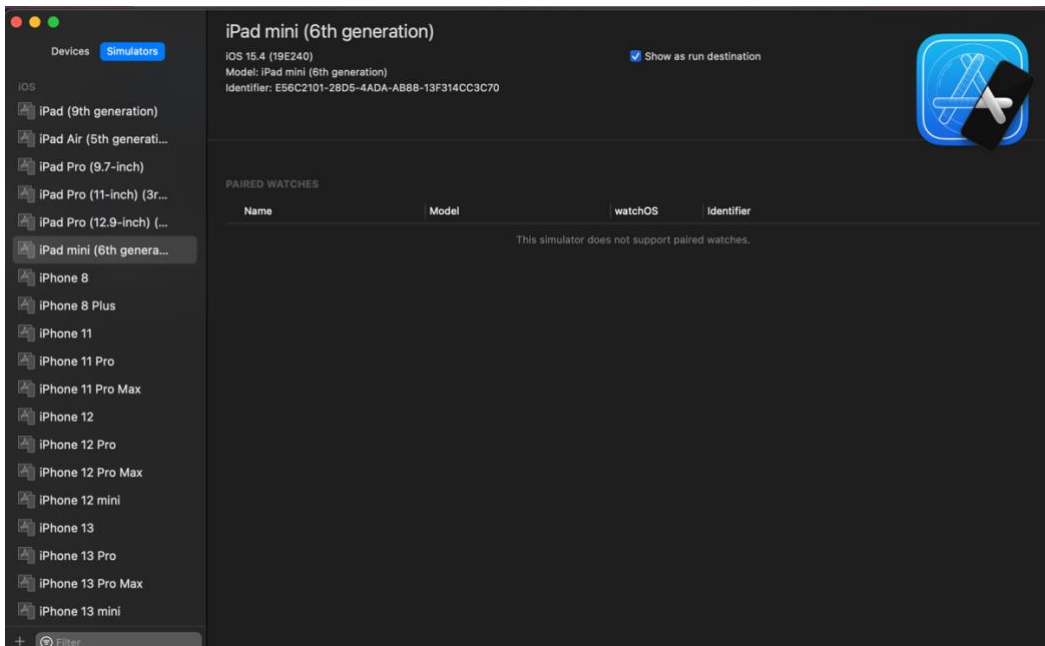 Devices Simulators
iOS
iPad (9th generation)
iPad Air (5th generati...
iPad Pro (9.7-inch)
iPad Pro (11-inch) (3r...
iPad Pro (12.9-inch) (...
iPad mini (6th genera...
iPhone 8
iPhone 8 Plus
iPhone 11
iPhone 11 Pro
iPhone 11 Pro Max
iPhone 12
iPhone 12 Pro
iPhone 12 Pro Max
iPhone 12 mini
iPhone 13
iPhone 13 Pro
iPhone 13 Pro Max
iPhone 13 mini
Filter
iPad mini (6th generation)
iOS 15.4 (19E240)
Model: iPad mini (6th generation)
Identifier: E56C2101-28D5-4ADA-AB88-13F314CC3C70
Show as run destination
PAIRED WATCHES
Name Model watchOS Identifier
This simulator does not support paired watches.